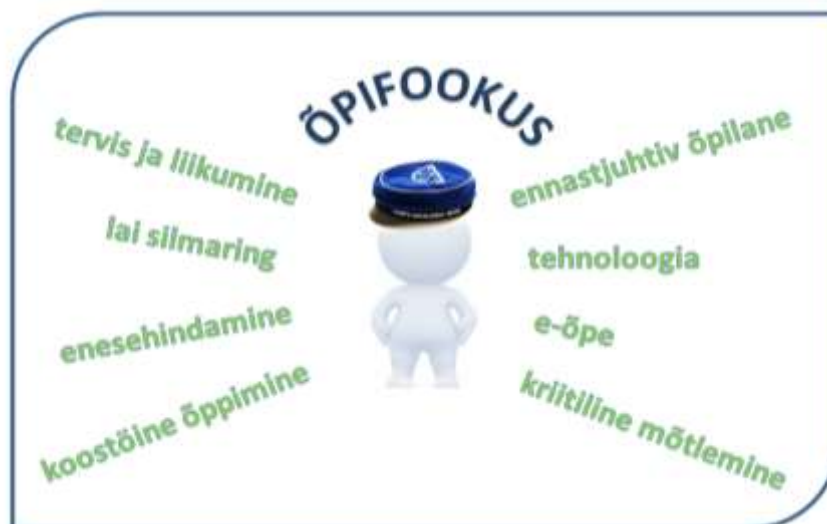 ÕPIFOOKUS
tervis ja liikumine
lai silmaring
enesehindamine
koostöine õppimine
ennastjuhtiv õpilane
tehnoloogia
e-õpe
kriitiline mõtlemine